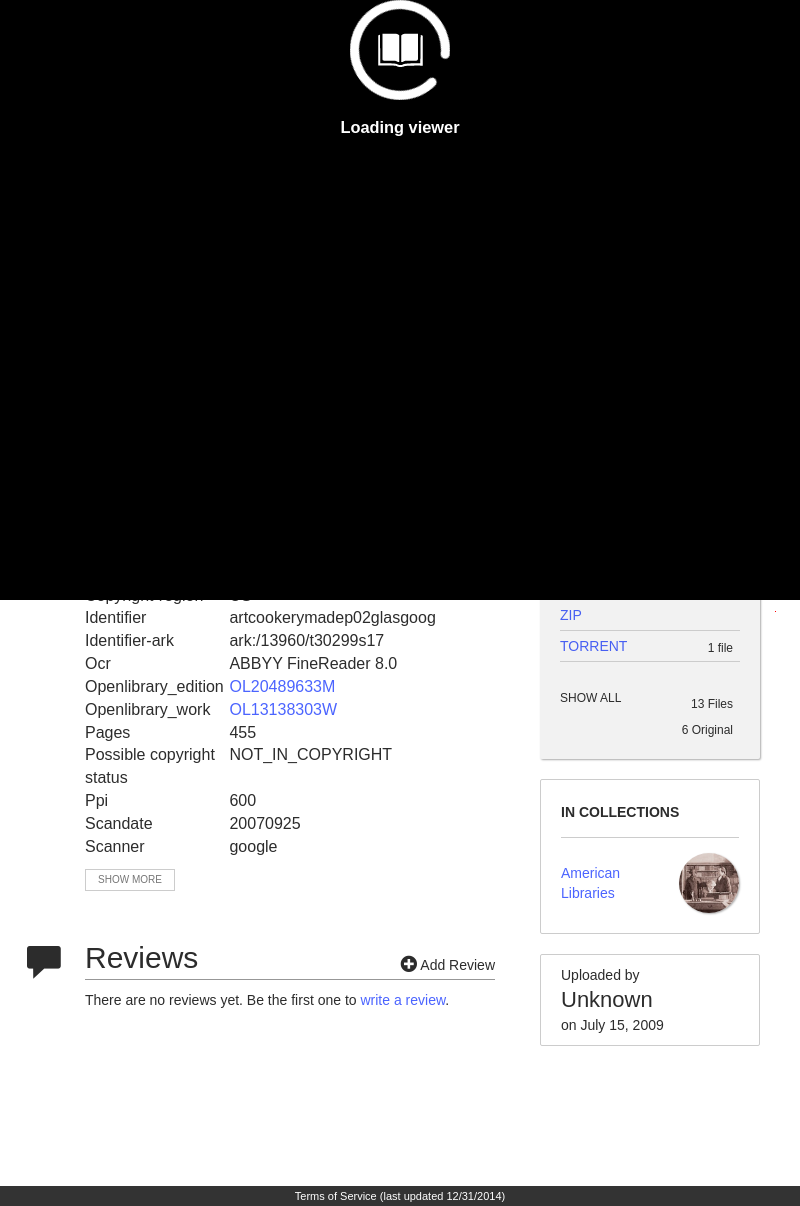 Loading viewer
Identifier artcookerymadep02glasgoog
Identifier-ark ark:/13960/t30299s17
Ocr ABBYY FineReader 8.0
Openlibrary_edition OL20489633M
Openlibrary_work OL13138303W
Pages 455
Possible copyright status NOT_IN_COPYRIGHT
Ppi 600
Scandate 20070925
Scanner google
SHOW MORE
Reviews
Add Review
There are no reviews yet. Be the first one to write a review.
ZIP
TORRENT 1 file
SHOW ALL 13 Files
6 Original
IN COLLECTIONS
American
Libraries
Uploaded by
Unknown
on July 15, 2009
Terms of Service (last updated 12/31/2014)